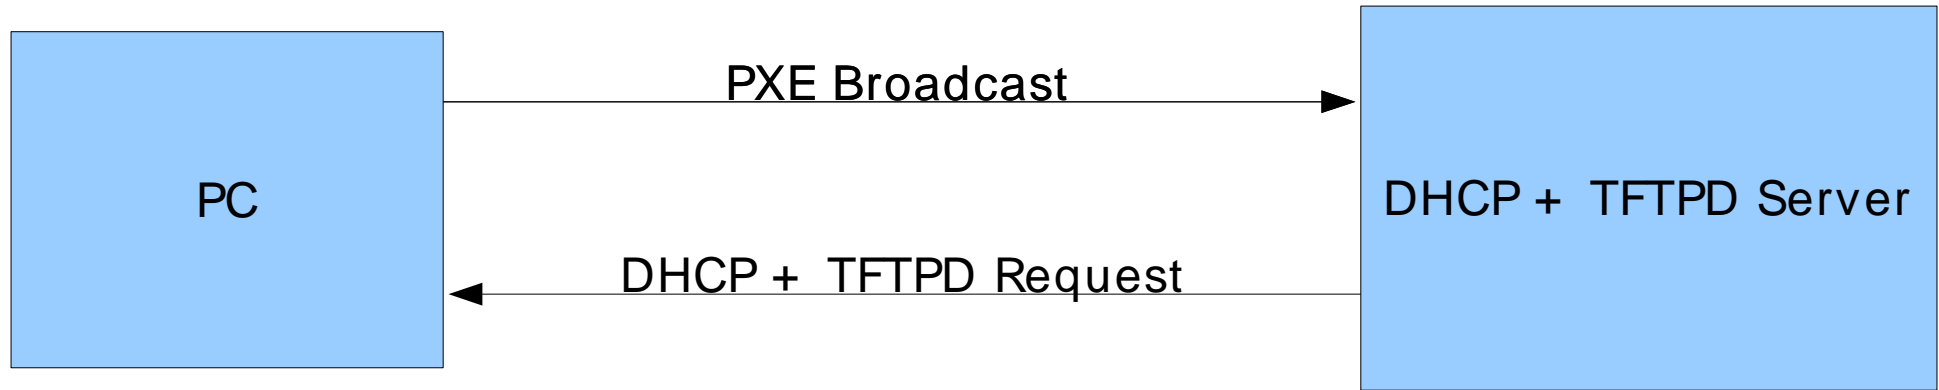 PXE Broadcast
PC
DHCP + TFTPD Server
DHCP + TFTPD Request